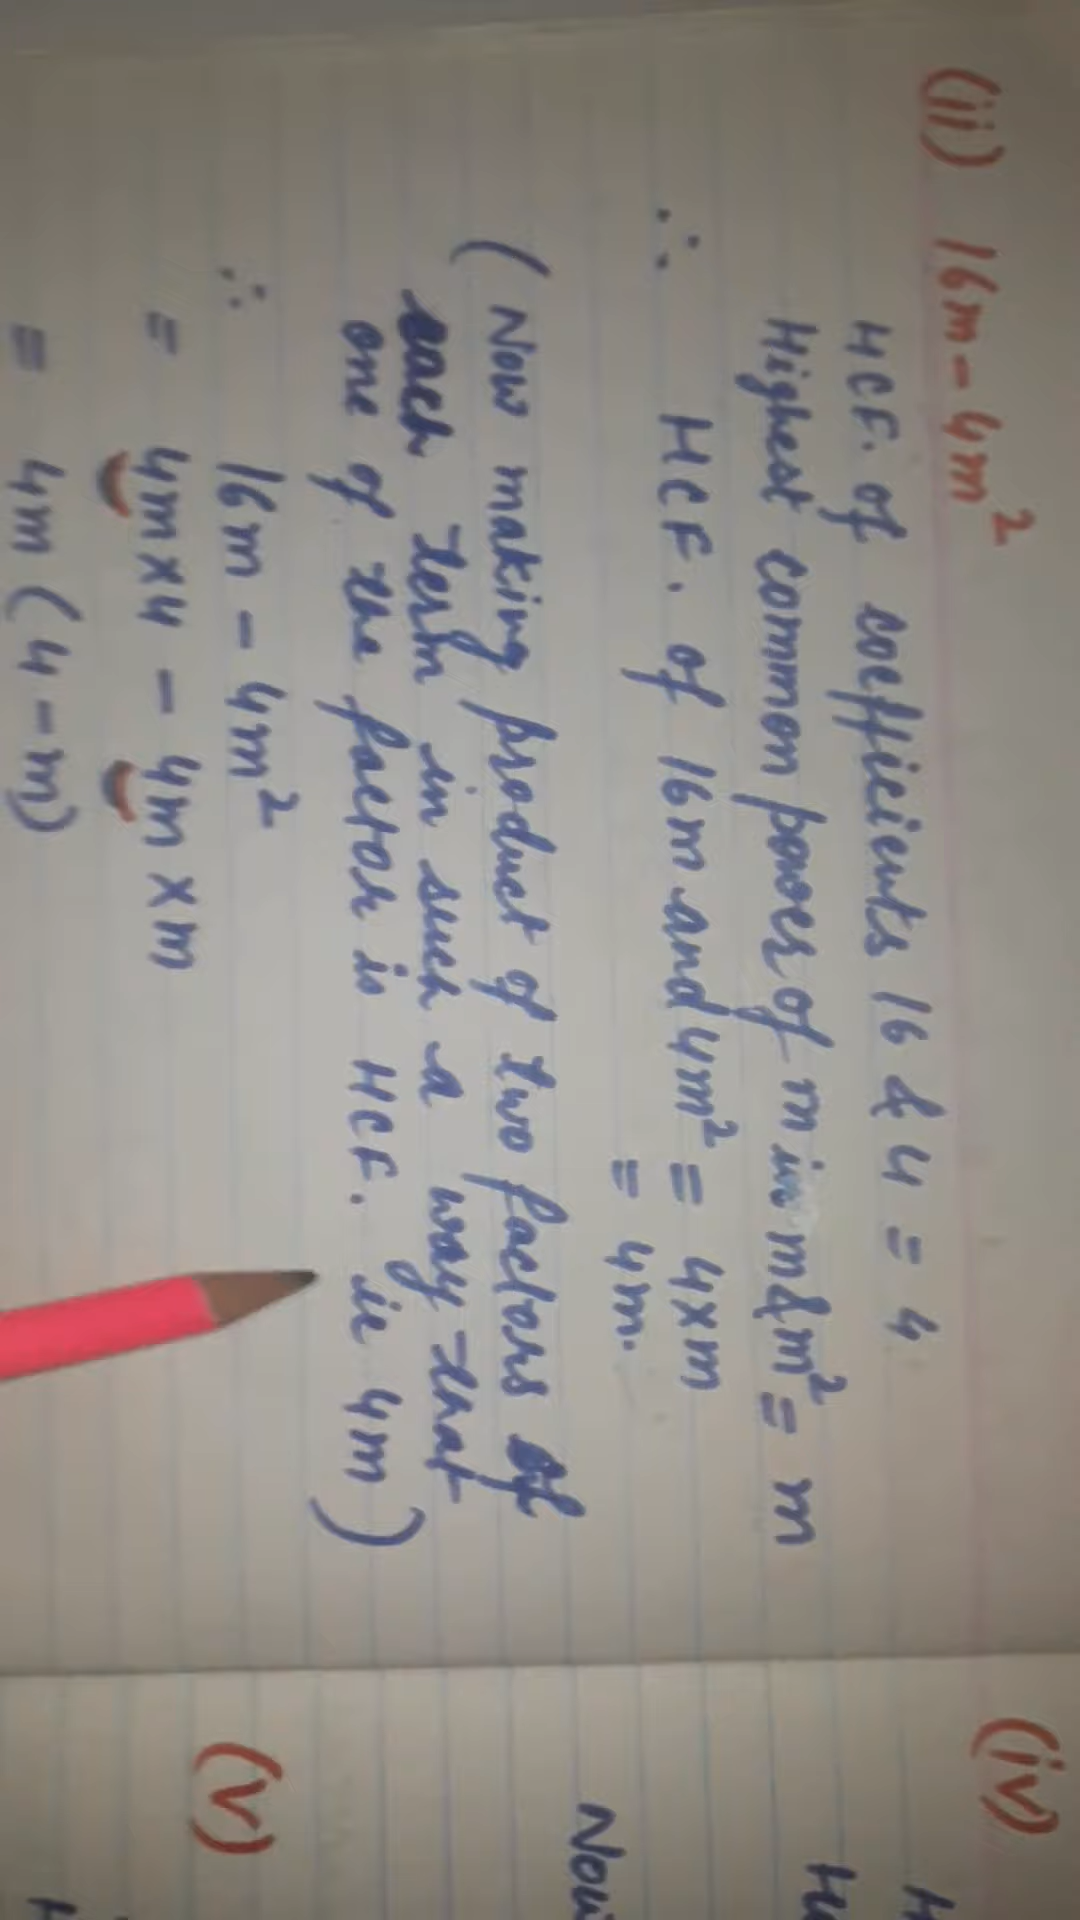 (ii) 16m - 4m²
HCF. of coefficients 16 & 4 = 4
Highest common power of m in m & m² = m
∴ HCF. of 16m and 4m² = 4×m
= 4m.
(Now making product of two factors of
each term in such a way that
one of the factor is HCF. ie 4m)
∴ 16m - 4m²
= 4m×4 - 4m×m
= 4m(4-m)
(iv)
Now
(v)